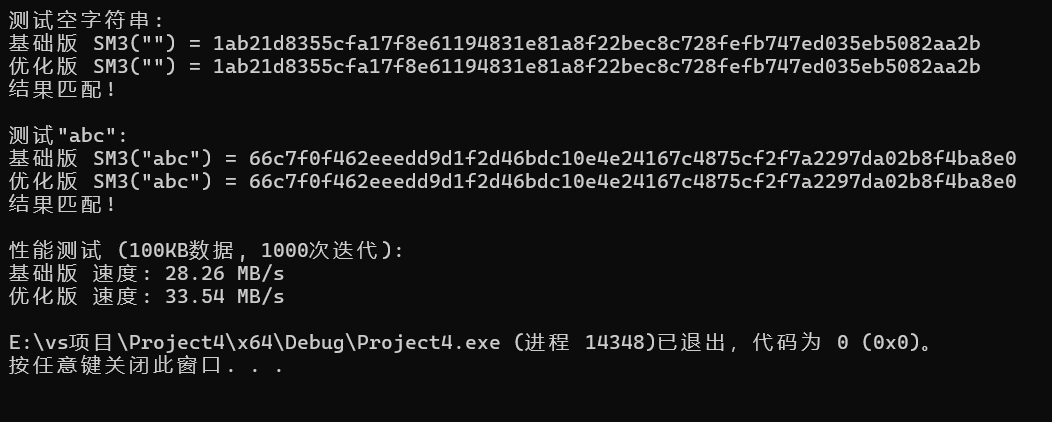 测试空字符串:
基础版 SM3("") = 1ab21d8355cfa17f8e61194831e81a8f22bec8c728fefb747ed035eb5082aa2b
优化版 SM3("") = 1ab21d8355cfa17f8e61194831e81a8f22bec8c728fefb747ed035eb5082aa2b
结果匹配!
测试"abc":
基础版 SM3("abc") = 66c7f0f462eeedd9d1f2d46bdc10e4e24167c4875cf2f7a2297da02b8f4ba8e0
优化版 SM3("abc") = 66c7f0f462eeedd9d1f2d46bdc10e4e24167c4875cf2f7a2297da02b8f4ba8e0
结果匹配!
性能测试 (100KB数据, 1000次迭代):
基础版 速度: 28.26 MB/s
优化版 速度: 33.54 MB/s
E:\vs项目\Project4\x64\Debug\Project4.exe (进程 14348)已退出，代码为 0 (0x0)。
按任意键关闭此窗口. . .